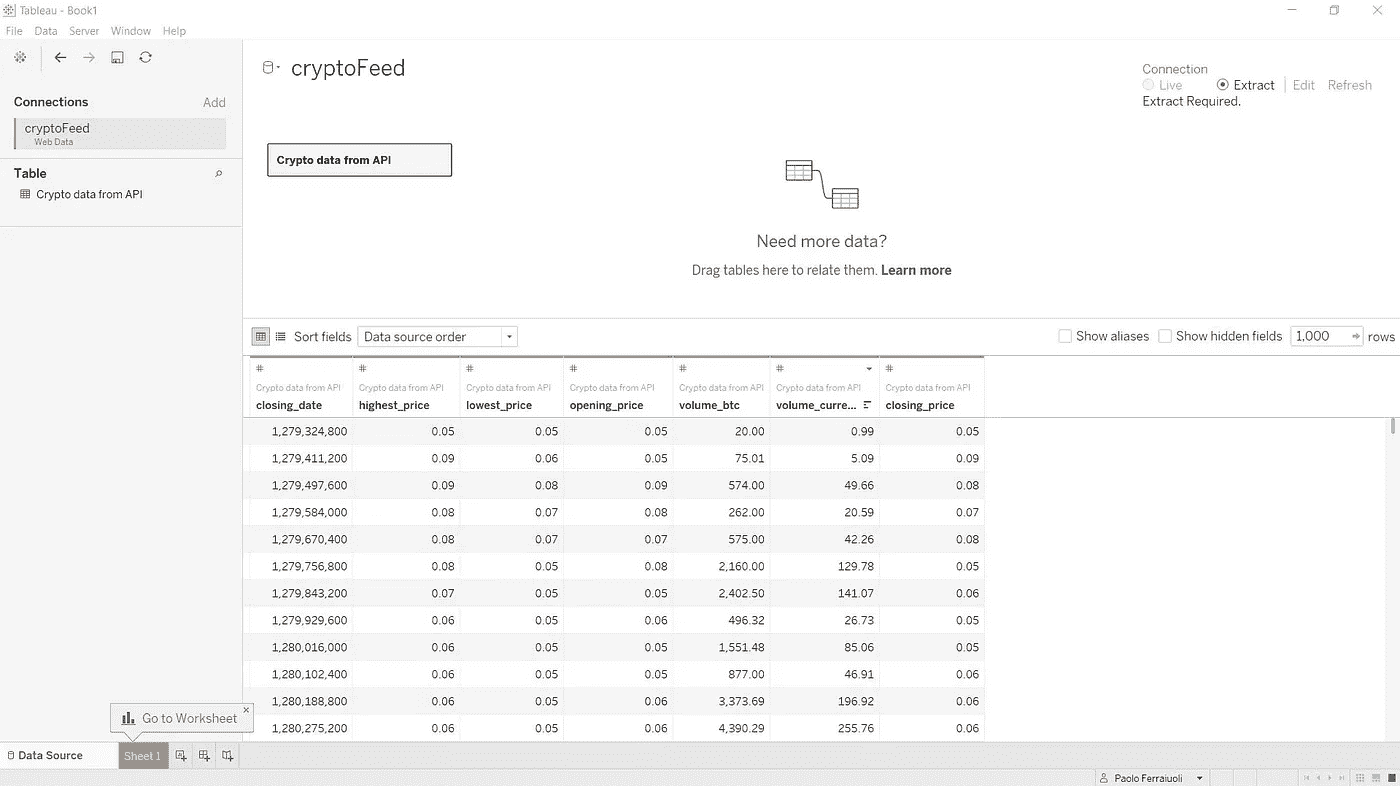 Tableau - Book1
File Data Server Window Help
Connections Add
cryptoFeed
Web Data
Table
Crypto data from API
cryptoFeed
Connection
Live Extract Edit Refresh
Extract Required.
Crypto data from API
Need more data?
Drag tables here to relate them. Learn more
Sort fields Data source order Show aliases Show hidden fields 1,000 rows
# # # # # # #
Crypto data from API Crypto data from API Crypto data from API Crypto data from API Crypto data from API Crypto data from API Crypto data from API
closing_date highest_price lowest_price opening_price volume_btc volume_curre... closing_price
1,279,324,800 0.05 0.05 0.05 20.00 0.99 0.05
1,279,411,200 0.09 0.06 0.05 75.01 5.09 0.09
1,279,497,600 0.09 0.08 0.09 574.00 49.66 0.08
1,279,584,000 0.08 0.07 0.08 262.00 20.59 0.07
1,279,670,400 0.08 0.07 0.07 575.00 42.26 0.08
1,279,756,800 0.08 0.05 0.08 2,160.00 129.78 0.05
1,279,843,200 0.07 0.05 0.05 2,402.50 141.07 0.06
1,279,929,600 0.06 0.05 0.06 496.32 26.73 0.05
1,280,016,000 0.06 0.05 0.05 1,551.48 85.06 0.05
1,280,102,400 0.06 0.05 0.05 877.00 46.91 0.06
1,280,188,800 0.06 0.05 0.06 3,373.69 196.92 0.06
1,280,275,200 0.06 0.05 0.06 4,390.29 255.76 0.06
Go to Worksheet
Data Source Sheet 1
Paolo Ferraiuoli